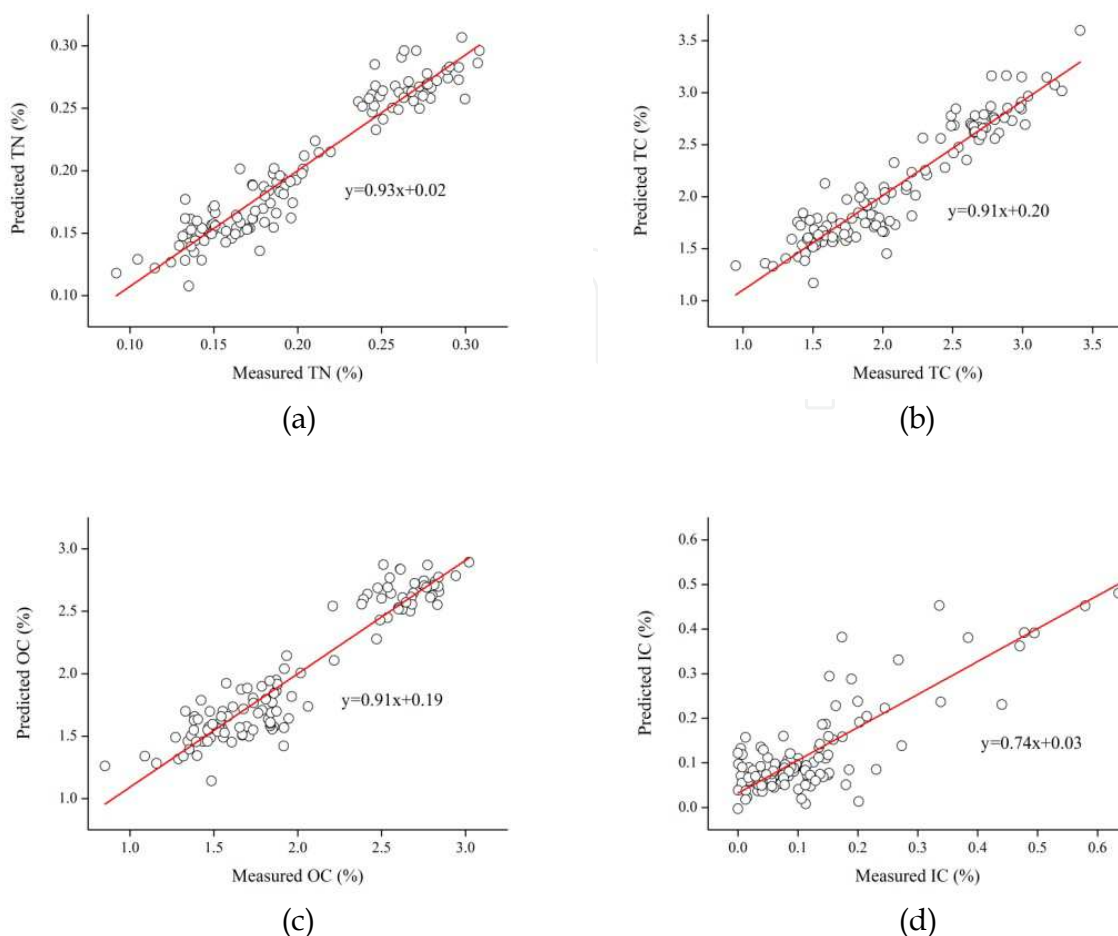 0.30
0.25
0.20
0.15
0.10
Predicted TN (%)
y=0.93x+0.02
0.10 0.15 0.20 0.25 0.30
Measured TN (%)
(a)
3.5
3.0
2.5
2.0
1.5
1.0
Predicted TC (%)
y=0.91x+0.20
1.0 1.5 2.0 2.5 3.0 3.5
Measured TC (%)
(b)
3.0
2.5
2.0
1.5
1.0
Predicted OC (%)
y=0.91x+0.19
1.0 1.5 2.0 2.5 3.0
Measured OC (%)
(c)
0.6
0.5
0.4
0.3
0.2
0.1
0.0
Predicted IC (%)
y=0.74x+0.03
0.0 0.1 0.2 0.3 0.4 0.5 0.6
Measured IC (%)
(d)